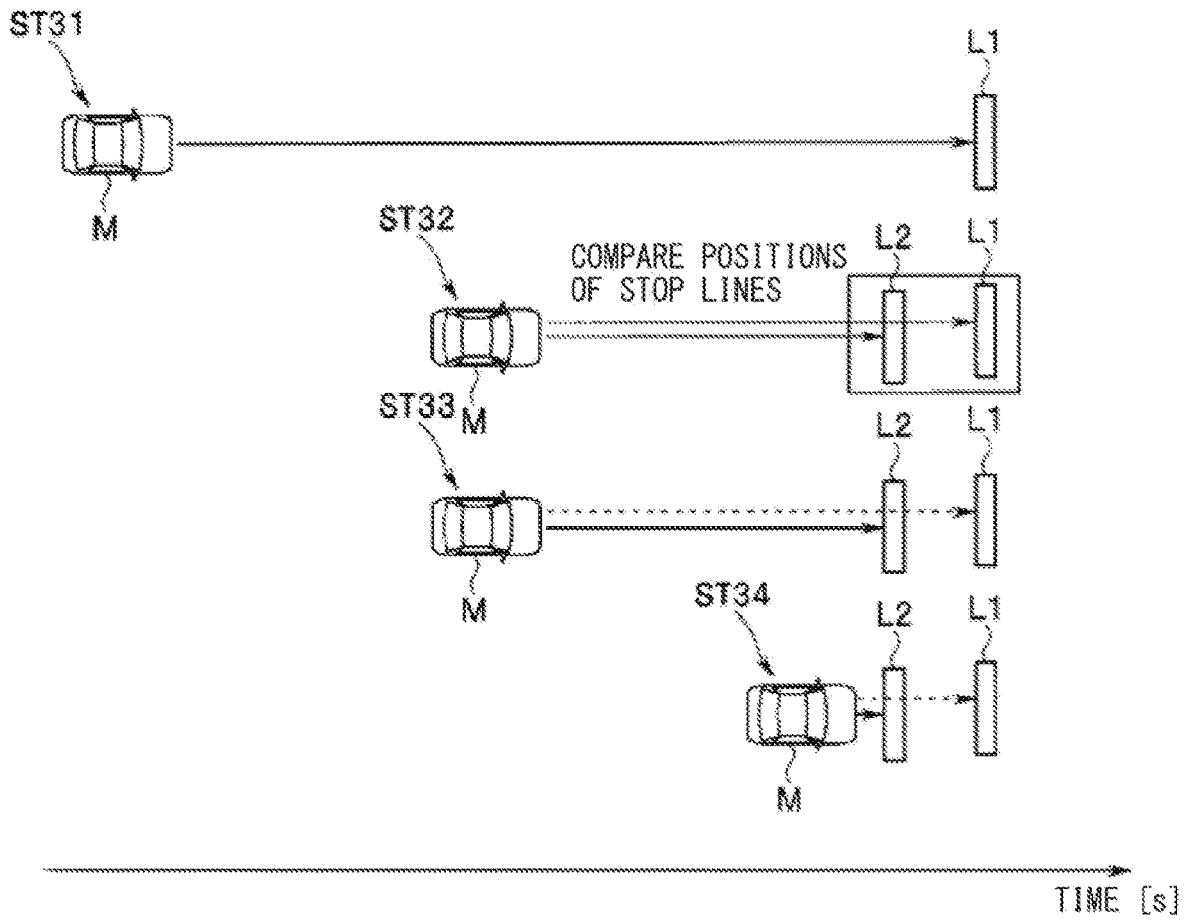 ST31
L1
M
ST32
COMPARE POSITIONS
OF STOP LINES
L2
L1
M
ST33
L2
L1
M
ST34
L2
L1
M
TIME [s]